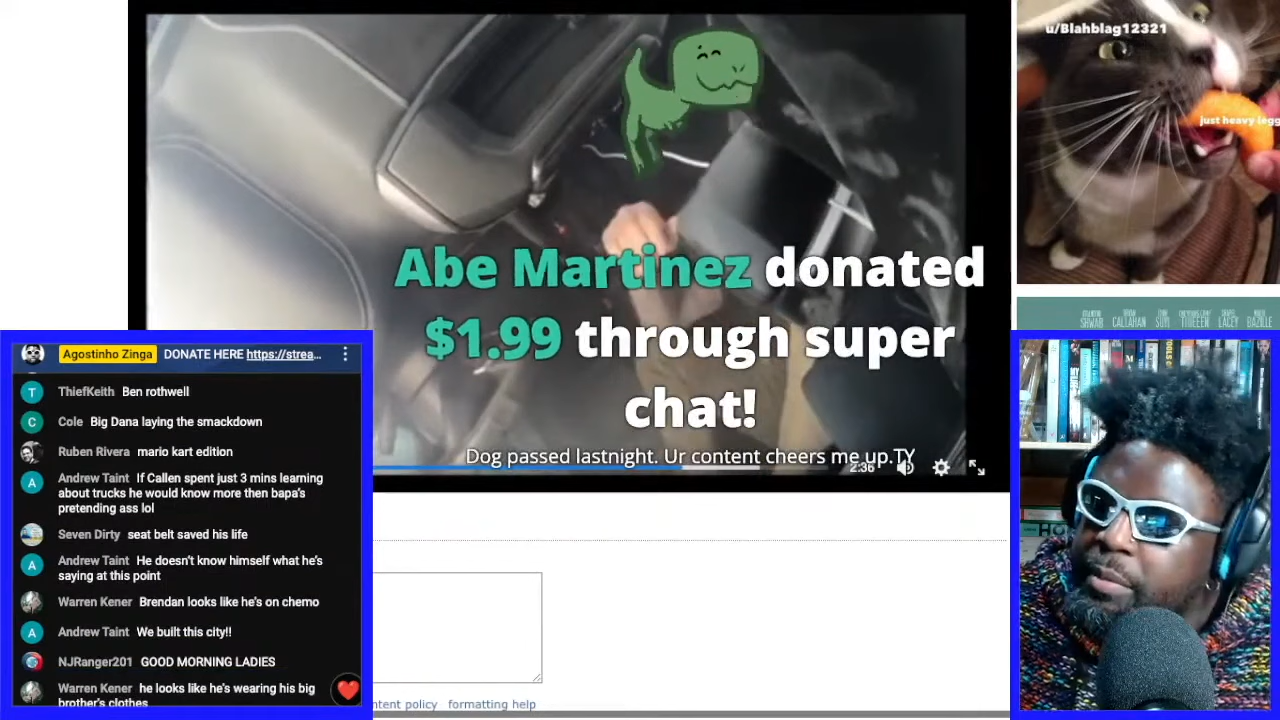 u/Blahblag12321
just heavy legg
Abe Martinez donated
$1.99 through super
chat!
Dog passed lastnight. Ur content cheers me up.TY
2:36
CALLAHAN
LACEY
BAZILLE
Agostinho Zinga DONATE HERE https://strea...
T ThiefKeith Ben rothwell
C Cole Big Dana laying the smackdown
Ruben Rivera mario kart edition
A Andrew Taint If Callen spent just 3 mins learning
about trucks he would know more then bapa's
pretending ass lol
Seven Dirty seat belt saved his life
A Andrew Taint He doesn't know himself what he's
saying at this point
Warren Kener Brendan looks like he's on chemo
A Andrew Taint We built this city!!
NJRanger201 GOOD MORNING LADIES
Warren Kener he looks like he's wearing his big
brother's clothes
ntent policy formatting help